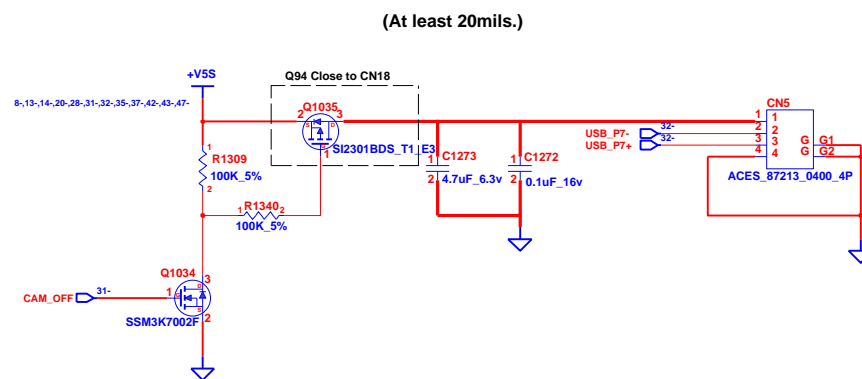 (At least 20mils.)
+V5S
Q94 Close to CN18
8-,13-,14-,20-,28-,31-,32-,35-,37-,42-,43-,47-
Q1035
2
3
S
D
G
1
SI2301BDS_T1_E3
CN5
1
1
2
2
3
3
4
4
G
G1
G
G2
USB_P7-
32-
USB_P7+
32-
ACES_87213_0400_4P
1
R1309
100K_5%
2
1
C1273
2
4.7uF_6.3v
1
C1272
2
0.1uF_16v
R1340
1
2
100K_5%
Q1034
3
D
CAM_OFF
31-
1
G
S
2
SSM3K7002F